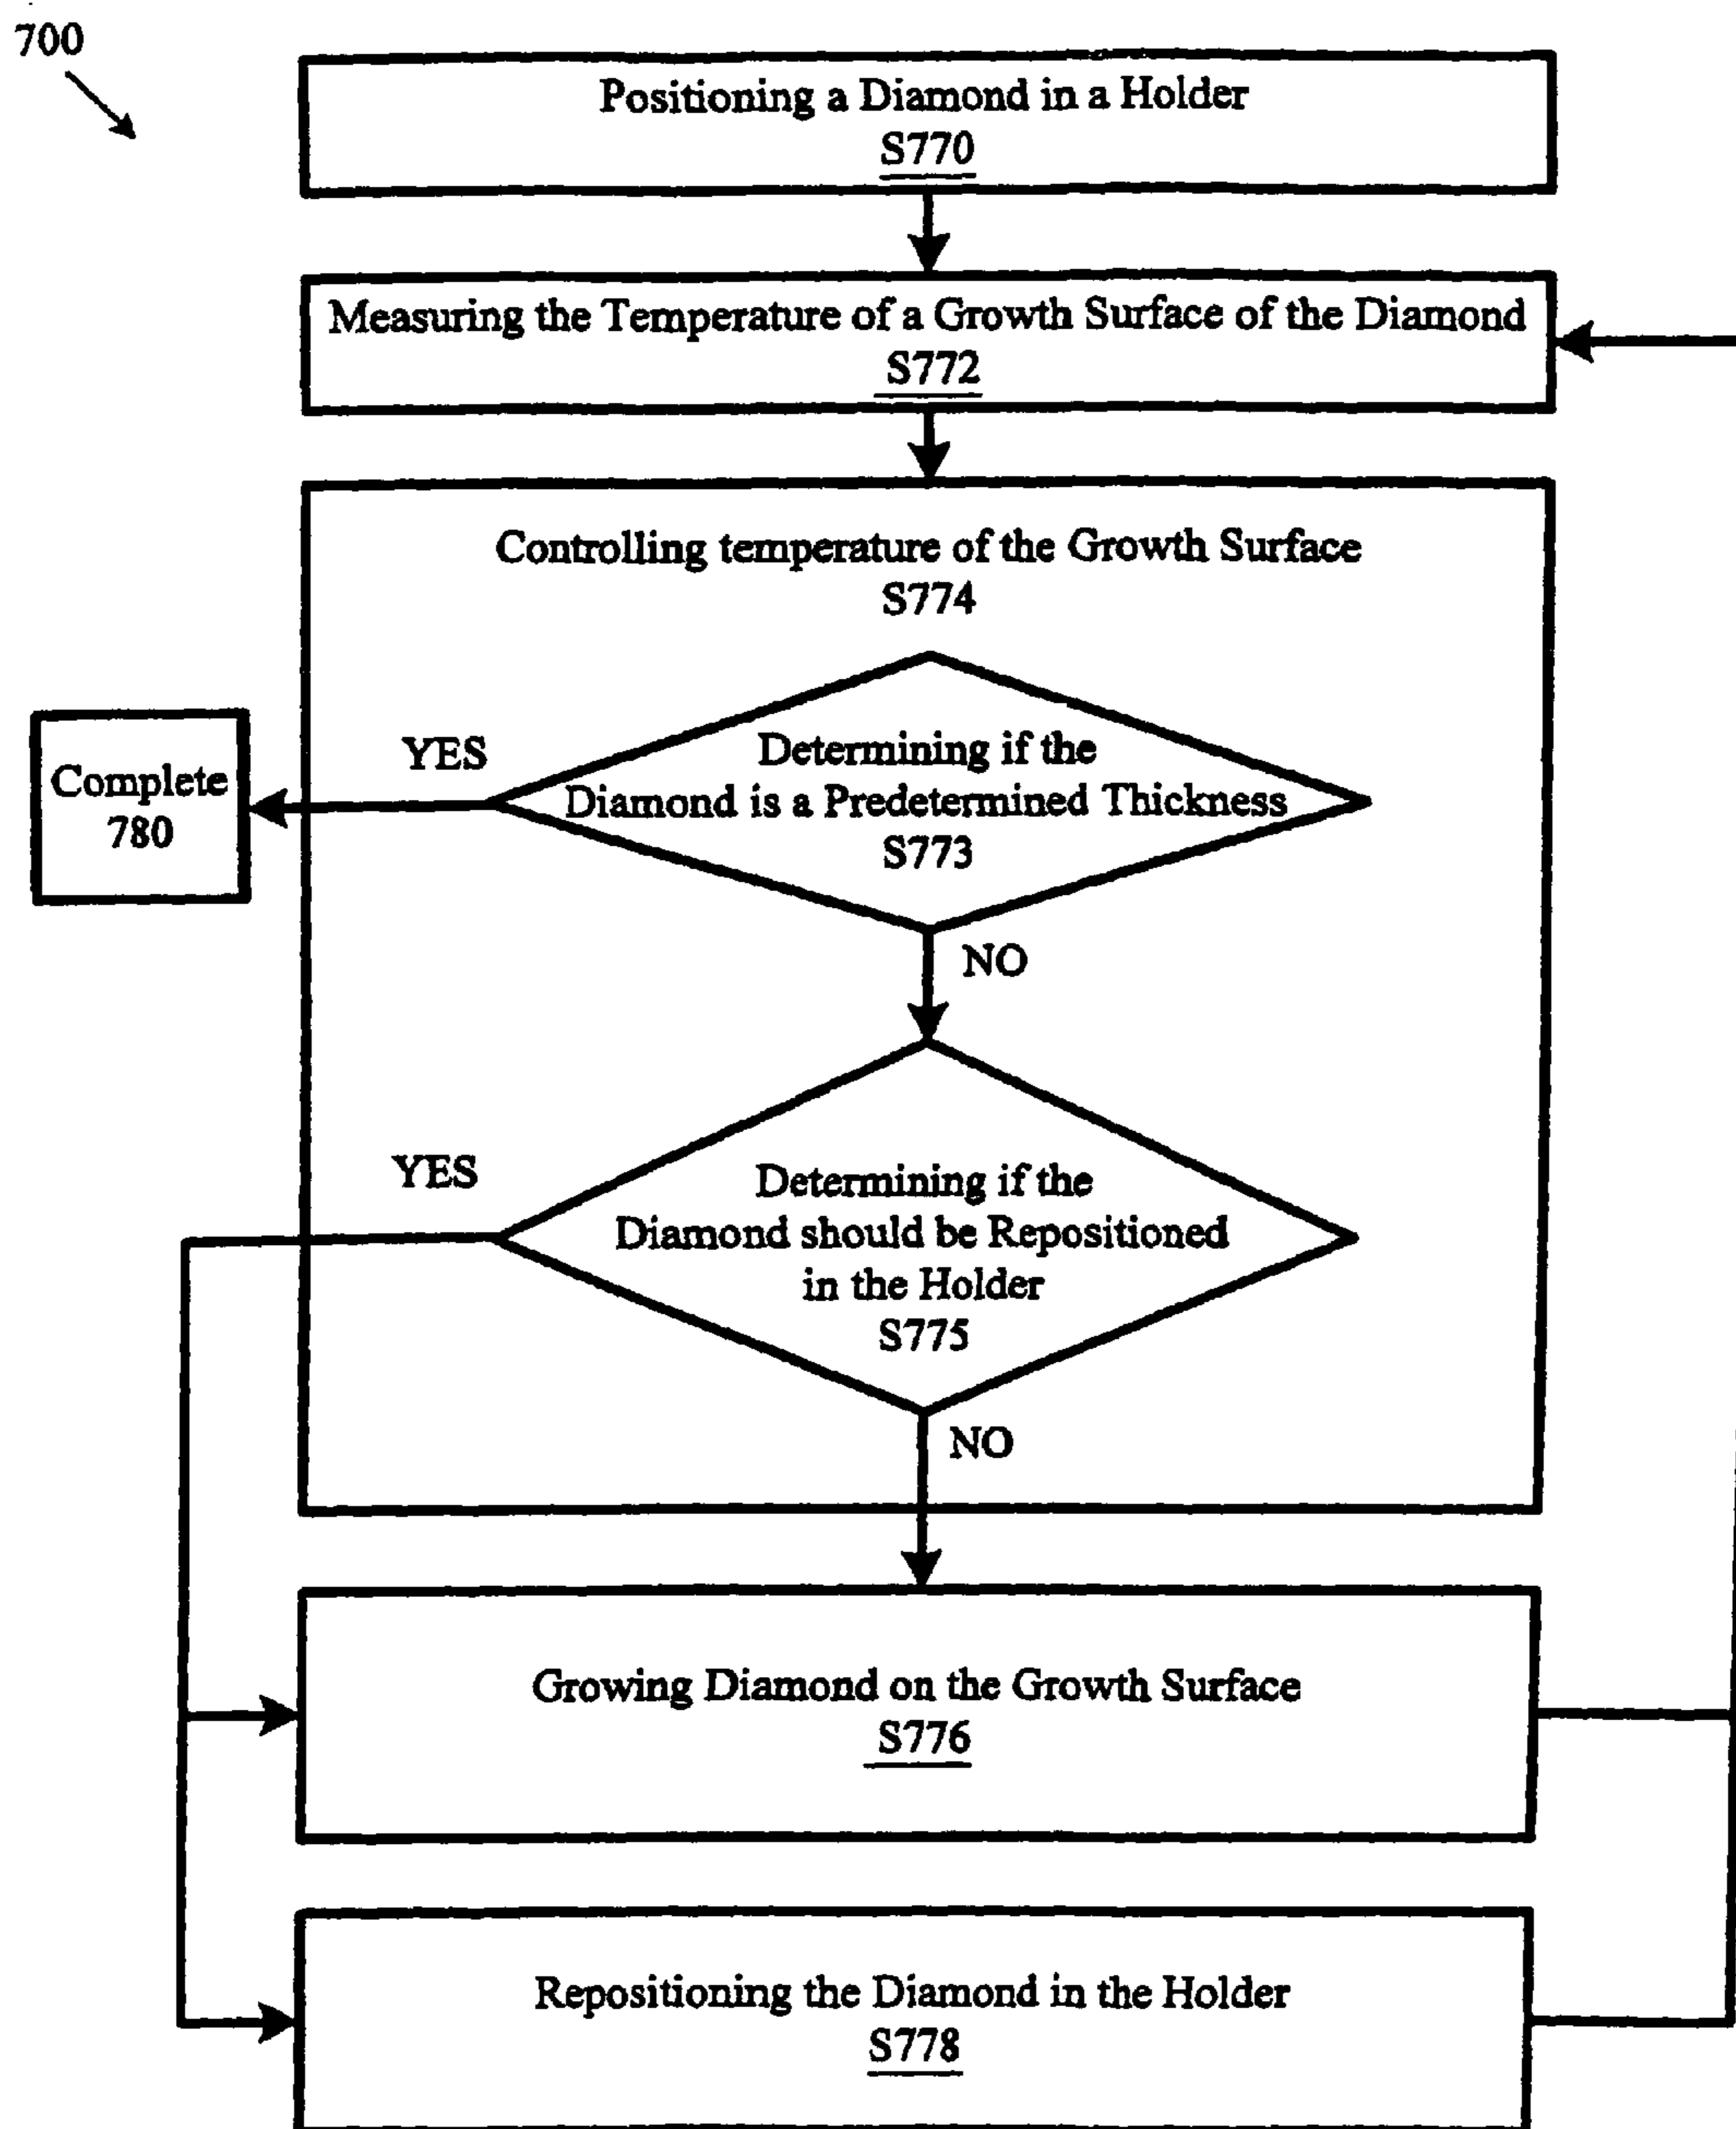 700
Positioning a Diamond in a Holder
S770
Measuring the Temperature of a Growth Surface of the Diamond
S772
Controlling temperature of the Growth Surface
S774
YES
Determining if the
Diamond is a Predetermined Thickness
S773
Complete
780
NO
YES
Determining if the
Diamond should be Repositioned
in the Holder
S775
NO
Growing Diamond on the Growth Surface
S776
Repositioning the Diamond in the Holder
S778